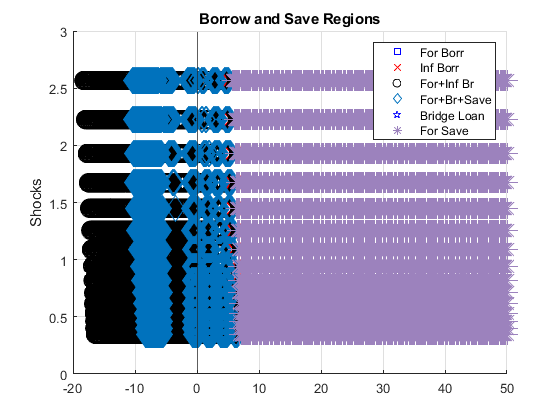 Borrow and Save Regions
3
2.5
2
1.5
1
0.5
0
Shocks
-20
-10
0
10
20
30
40
50
For Borr
Inf Borr
For+Inf Br
For+Br+Save
Bridge Loan
For Save